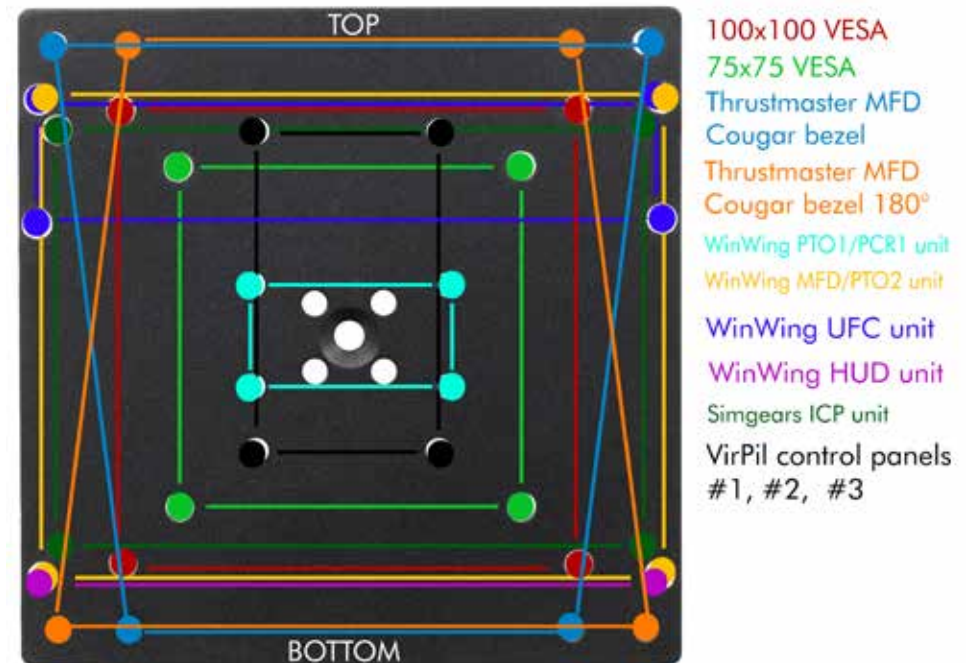 TOP
100x100 VESA
75x75 VESA
Thrustmaster MFD
Cougar bezel
Thrustmaster MFD
Cougar bezel 180°
WinWing PTO1/PCR1 unit
WinWing MFD/PTO2 unit
WinWing UFC unit
WinWing HUD unit
Simgears ICP unit
VirPil control panels
#1, #2, #3
BOTTOM